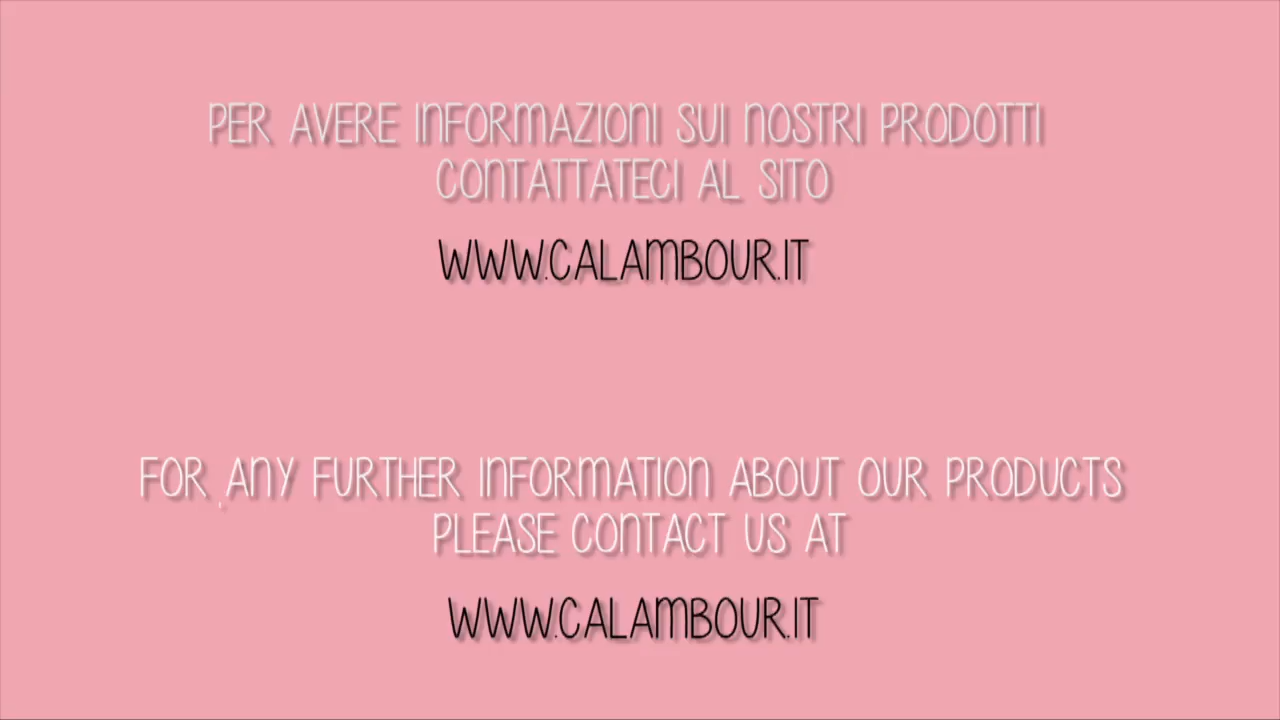 PER AVERE INFORMAZIONI SUI NOSTRI PRODOTTI
CONTATTATECI AL SITO
WWW.CALAMBOUR.IT
FOR ,ANY FURTHER INFORMATION ABOUT OUR PRODUCTS
PLEASE CONTACT US AT
WWW.CALAMBOUR.IT